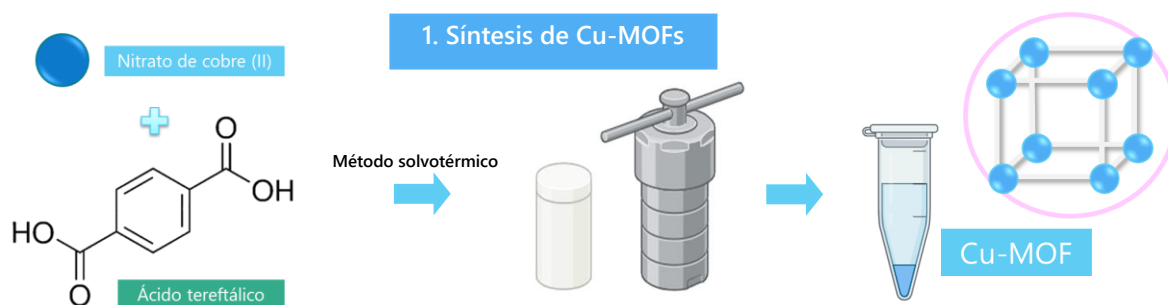 1. Síntesis de Cu-MOFs
Nitrato de cobre (II)
O
OH
HO
O
Ácido tereftálico
Método solvotérmico
Cu-MOF